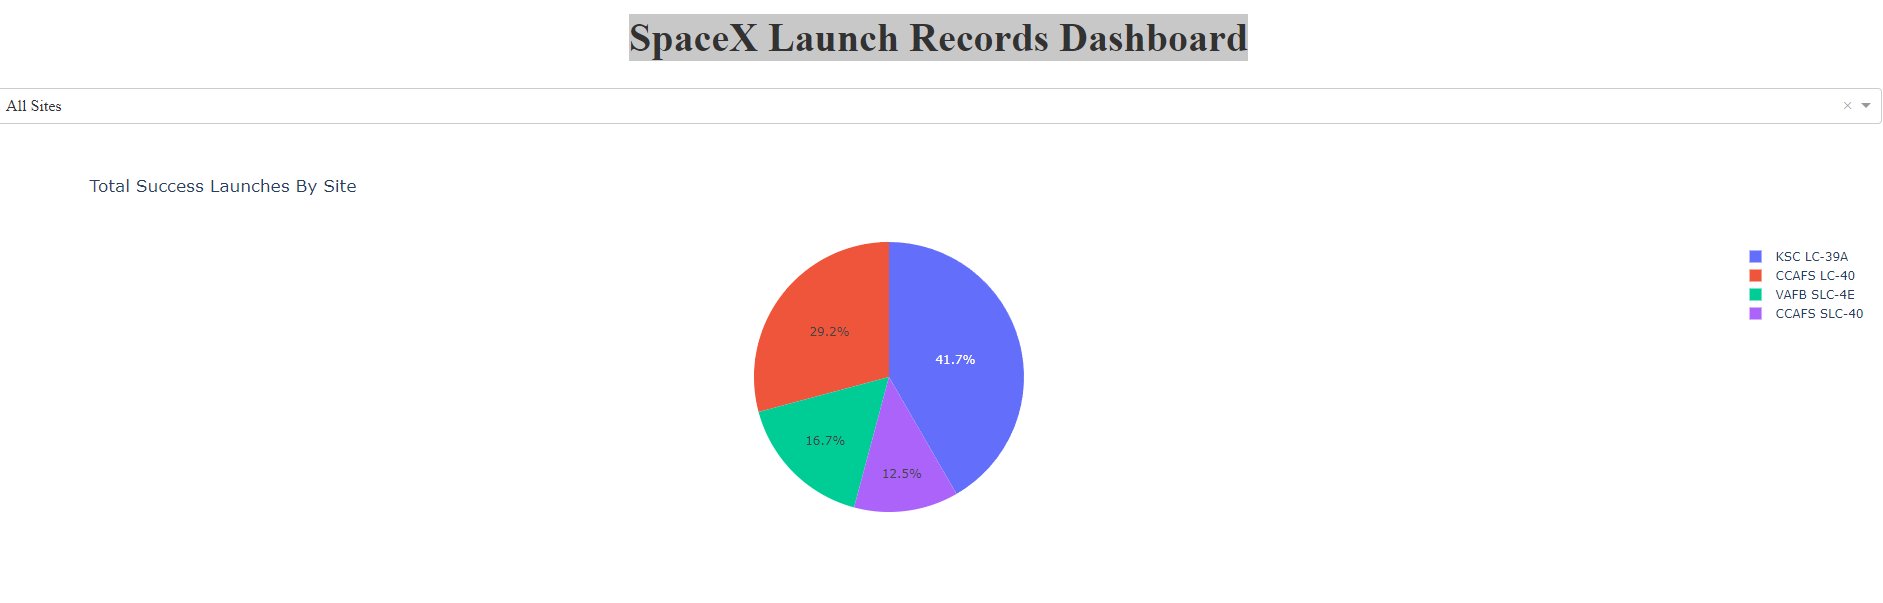 SpaceX Launch Records Dashboard
All Sites
×
Total Success Launches By Site
KSC LC-39A
CCAFS LC-40
VAFB SLC-4E
CCAFS SLC-40
29.2%
41.7%
16.7%
12.5%